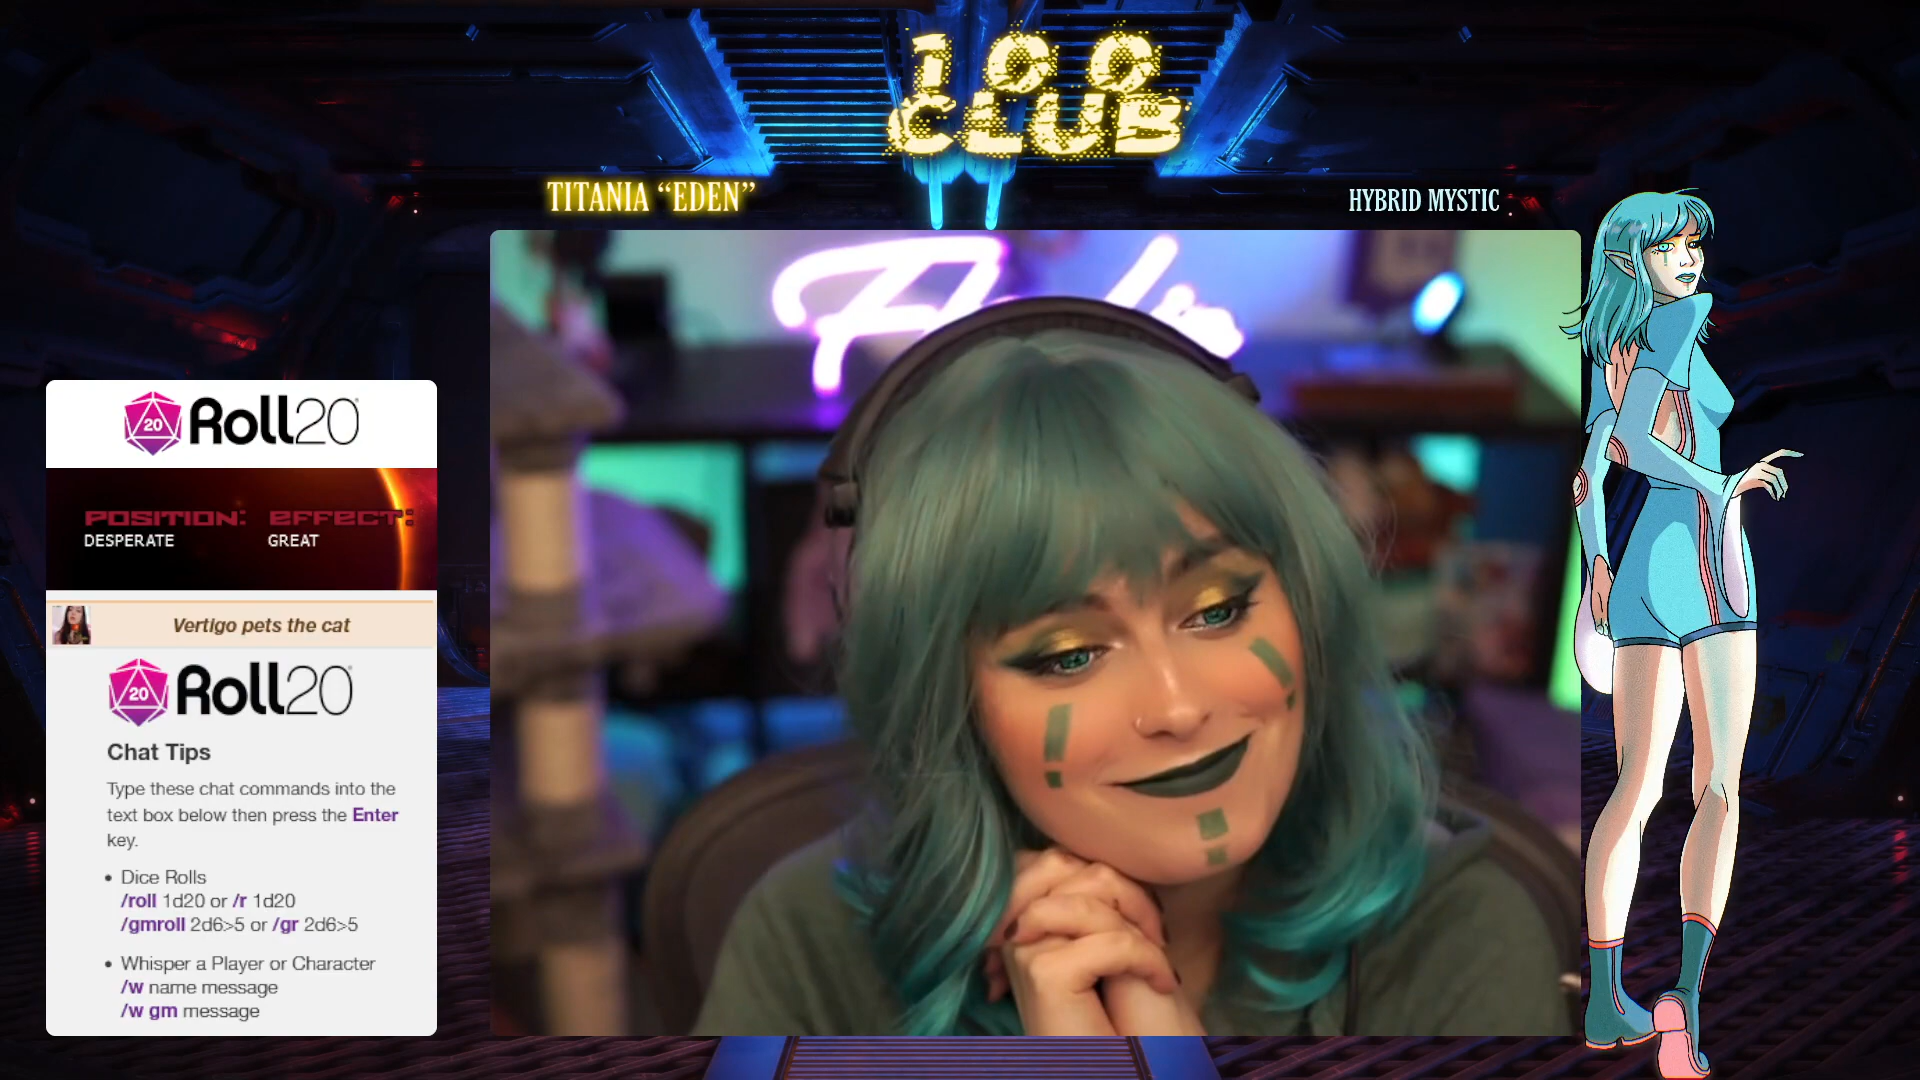 100
CLUB
TITANIA “EDEN”
HYBRID MYSTIC
20 Roll20
POSITION: EFFECT:
DESPERATE GREAT
Vertigo pets the cat
20 Roll20
Chat Tips
Type these chat commands into the
text box below then press the Enter
key.
• Dice Rolls
/roll 1d20 or /r 1d20
/gmroll 2d6>5 or /gr 2d6>5
• Whisper a Player or Character
/w name message
/w gm message